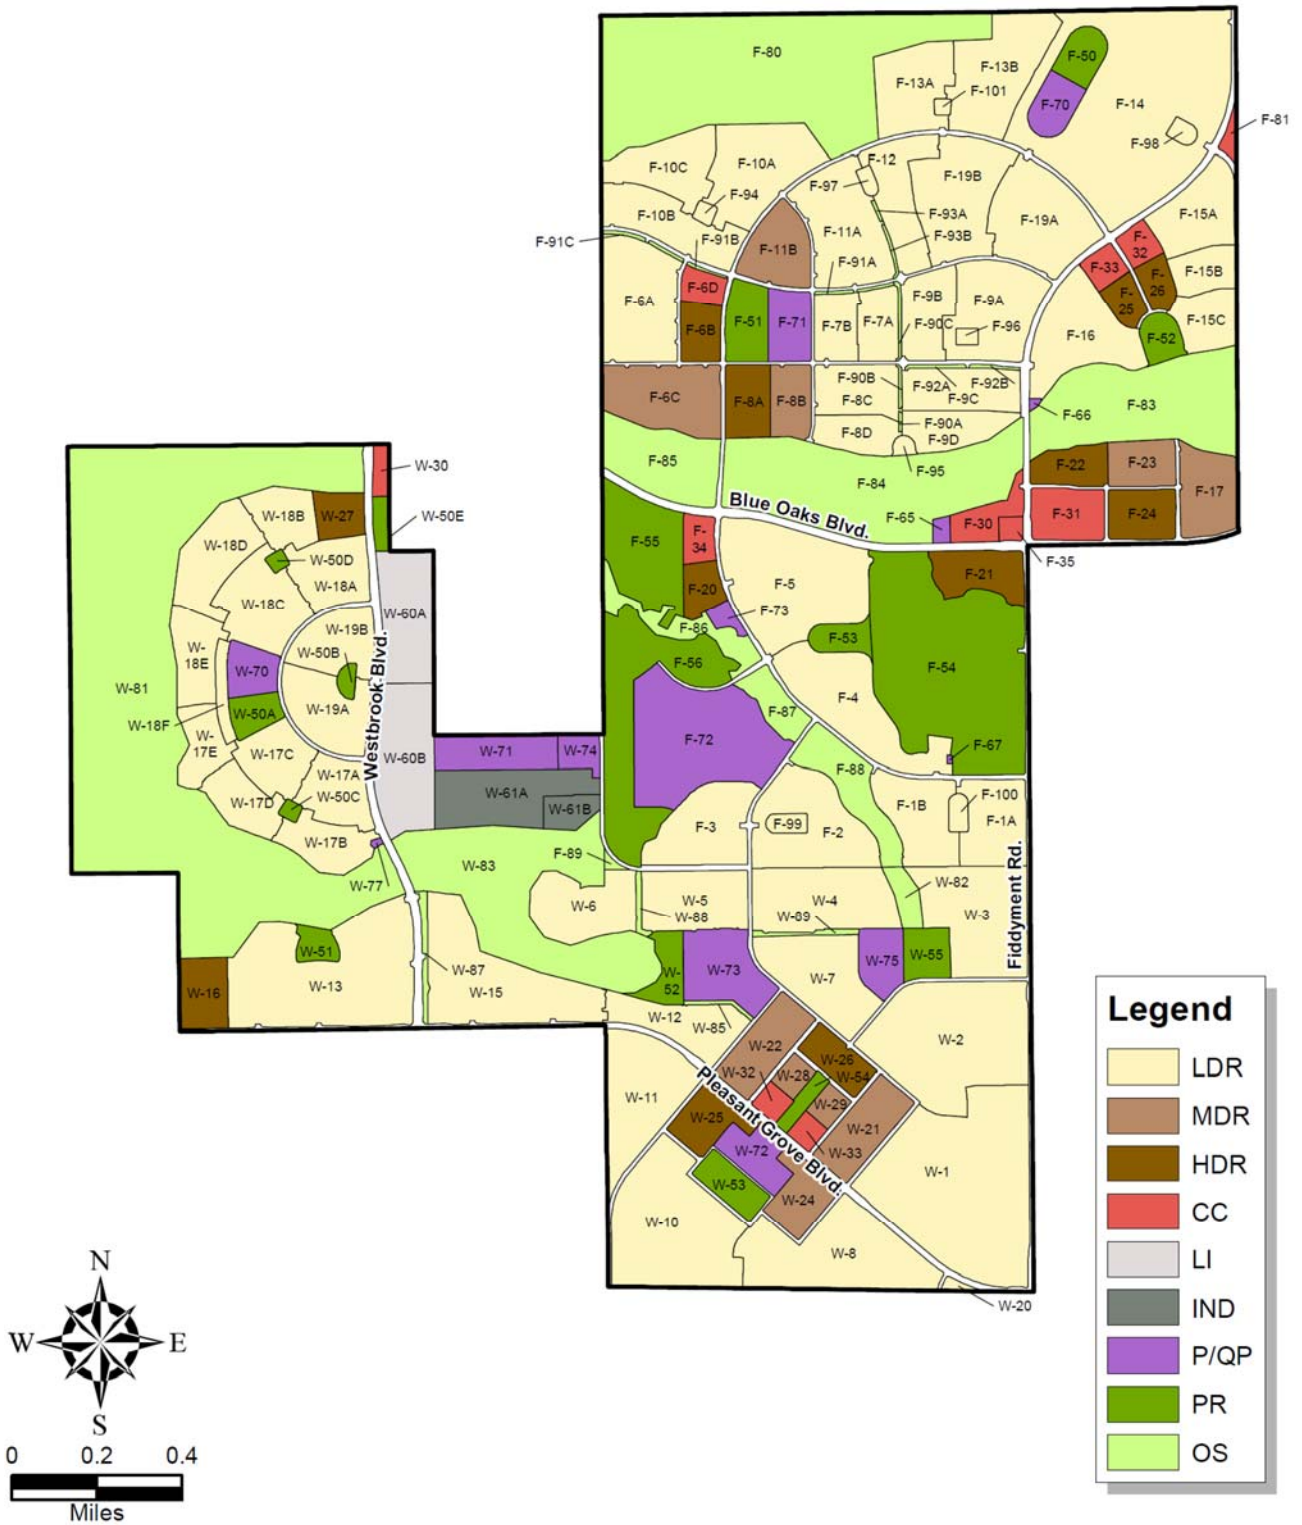 F-80
F-13B
F-50
F-13A
F-101
F-70
F-14
F-81
F-98
F-12
F-10C
F-10A
F-97
F-19B
F-94
F-10B
F-93A
F-19A
F-15A
F-91C
F-91B
F-11B
F-11A
F-93B
F-32
F-91A
F-33
F-26
F-15B
F-6A
F-6D
F-9B
F-9A
F-25
F-51
F-71
F-7B
F-7A
F-90C
F-96
F-15C
F-6B
F-16
F-52
F-90B
F-92A
F-92B
F-6C
F-8A
F-8B
F-8C
F-9C
F-66
F-83
F-90A
F-8D
F-9D
F-85
F-95
F-22
F-23
W-30
F-84
F-17
Blue Oaks Blvd.
W-27
W-50E
W-18B
F-65
F-30
F-31
F-24
F-34
W-18D
F-55
F-35
W-50D
F-21
W-18A
F-5
F-20
W-18C
W-60A
F-73
W-19B
F-86
F-53
W-18E
W-50B
F-56
F-54
W-70
W-81
F-4
W-19A
F-87
W-50A
W-18F
Westbrook Blvd.
F-72
W-17E
W-17C
W-60B
W-71
W-74
F-67
F-88
W-17A
W-61A
W-50C
W-17D
W-61B
F-1B
F-100
F-3
F-99
F-2
F-1A
W-17B
F-89
W-83
W-77
W-82
Fiddyment Rd.
W-6
W-5
W-4
W-88
W-89
W-3
W-51
W-87
W-52
W-73
W-7
W-75
W-55
W-16
W-13
W-15
W-12
W-85
W-2
W-22
W-26
W-32
W-28
W-54
W-11
Pleasant Grove Blvd.
W-29
W-25
W-21
W-72
W-33
W-1
W-53
W-24
W-10
W-8
W-20
Legend
LDR
MDR
HDR
CC
LI
IND
P/QP
PR
OS
N
W E
S
0 0.2 0.4
Miles